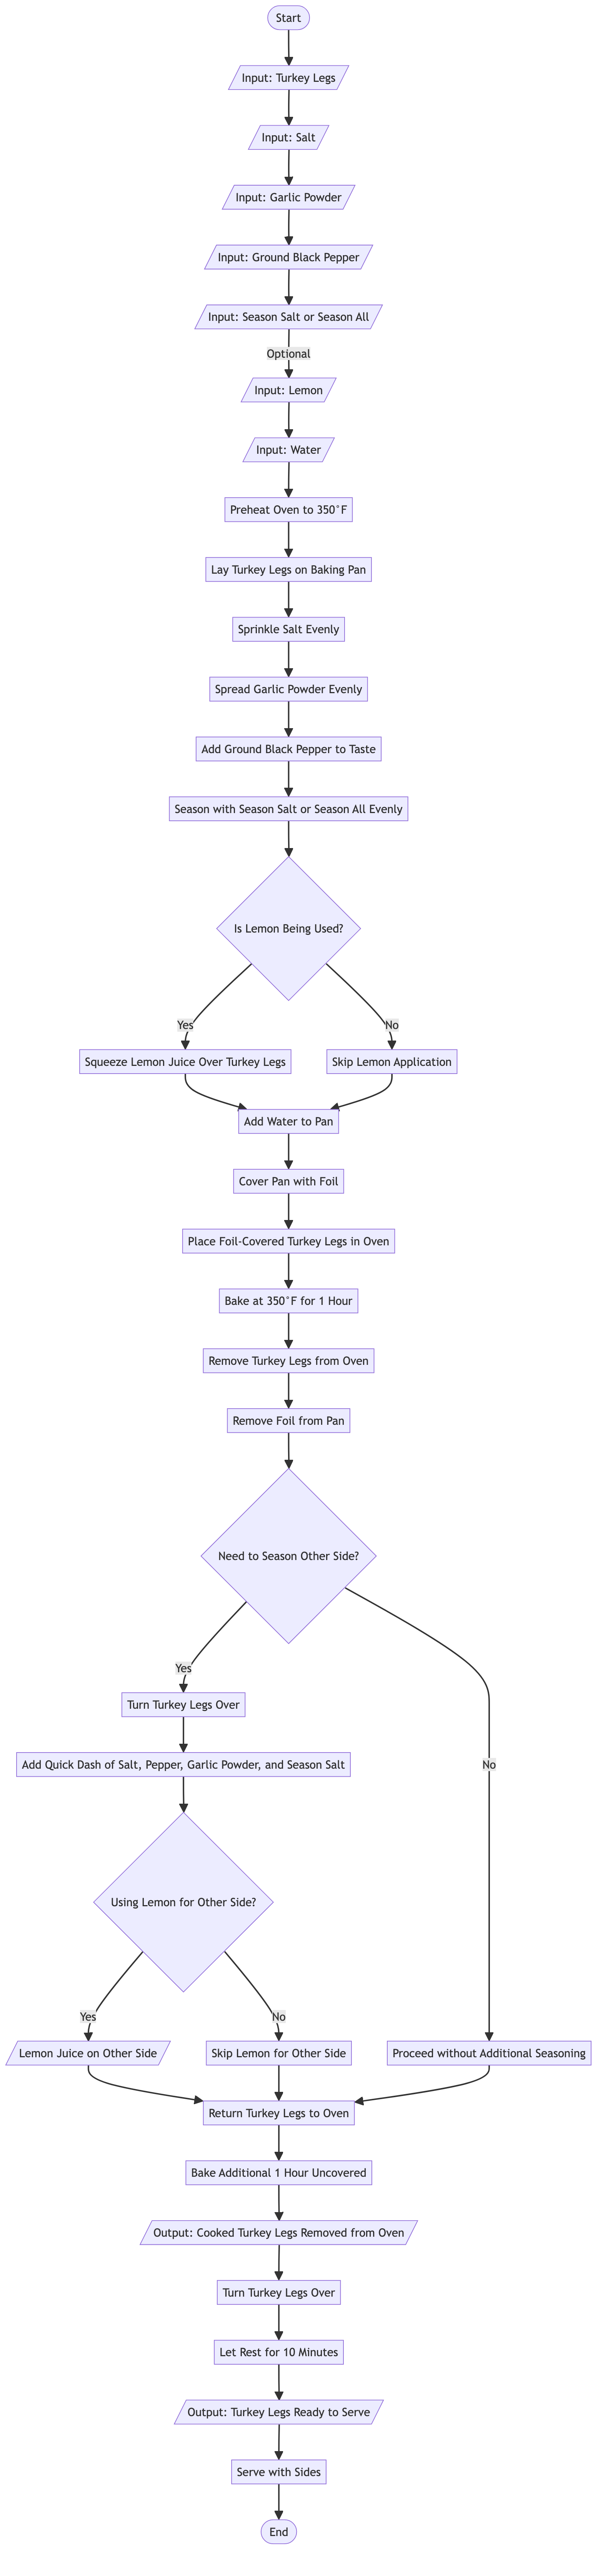 Start
Input: Turkey Legs
Input: Salt
Input: Garlic Powder
Input: Ground Black Pepper
Input: Season Salt or Season All
Optional
Input: Lemon
Input: Water
Preheat Oven to 350°F
Lay Turkey Legs on Baking Pan
Sprinkle Salt Evenly
Spread Garlic Powder Evenly
Add Ground Black Pepper to Taste
Season with Season Salt or Season All Evenly
Is Lemon Being Used?
Yes
No
Squeeze Lemon Juice Over Turkey Legs
Skip Lemon Application
Add Water to Pan
Cover Pan with Foil
Place Foil-Covered Turkey Legs in Oven
Bake at 350°F for 1 Hour
Remove Turkey Legs from Oven
Remove Foil from Pan
Need to Season Other Side?
Yes
Turn Turkey Legs Over
Add Quick Dash of Salt, Pepper, Garlic Powder, and Season Salt
No
Using Lemon for Other Side?
Yes
No
Lemon Juice on Other Side
Skip Lemon for Other Side
Proceed without Additional Seasoning
Return Turkey Legs to Oven
Bake Additional 1 Hour Uncovered
Output: Cooked Turkey Legs Removed from Oven
Turn Turkey Legs Over
Let Rest for 10 Minutes
Output: Turkey Legs Ready to Serve
Serve with Sides
End